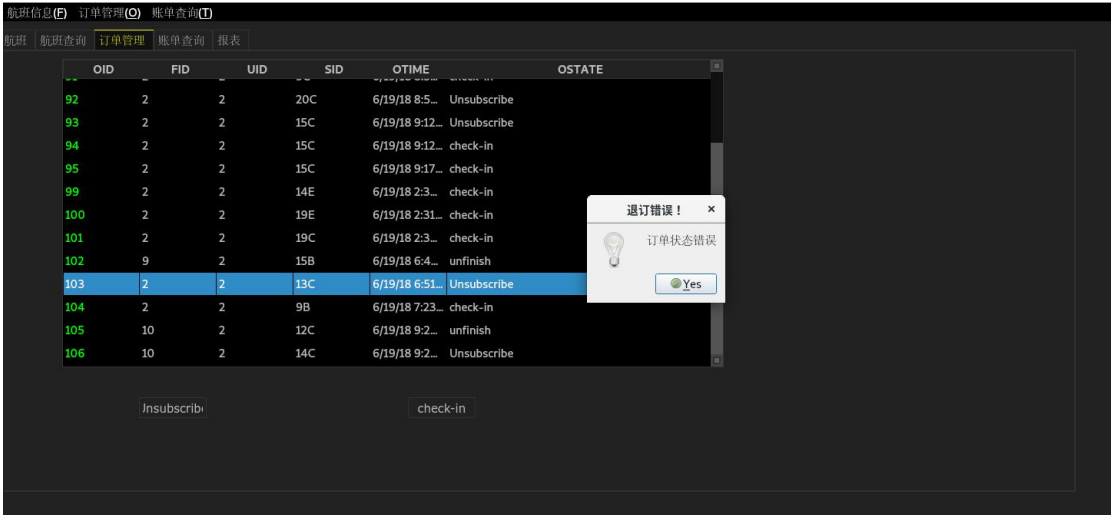 航班信息(F) 订单管理(O) 账单查询(T)
航班 航班查询 订单管理 账单查询 报表
OID FID UID SID OTIME OSTATE
92 2 2 20C 6/19/18 8:5... Unsubscribe
93 2 2 15C 6/19/18 9:12... Unsubscribe
94 2 2 15C 6/19/18 9:12... check-in
95 2 2 15C 6/19/18 9:17... check-in
99 2 2 14E 6/19/18 2:3... check-in
100 2 2 19E 6/19/18 2:31... check-in
101 2 2 19C 6/19/18 2:3... check-in
102 9 2 15B 6/19/18 6:4... unfinish
103 2 2 13C 6/19/18 6:51... Unsubscribe
104 2 2 9B 6/19/18 7:23... check-in
105 10 2 12C 6/19/18 9:2... unfinish
106 10 2 14C 6/19/18 9:2... Unsubscribe
退订错误！ ×
订单状态错误
Yes
check-in